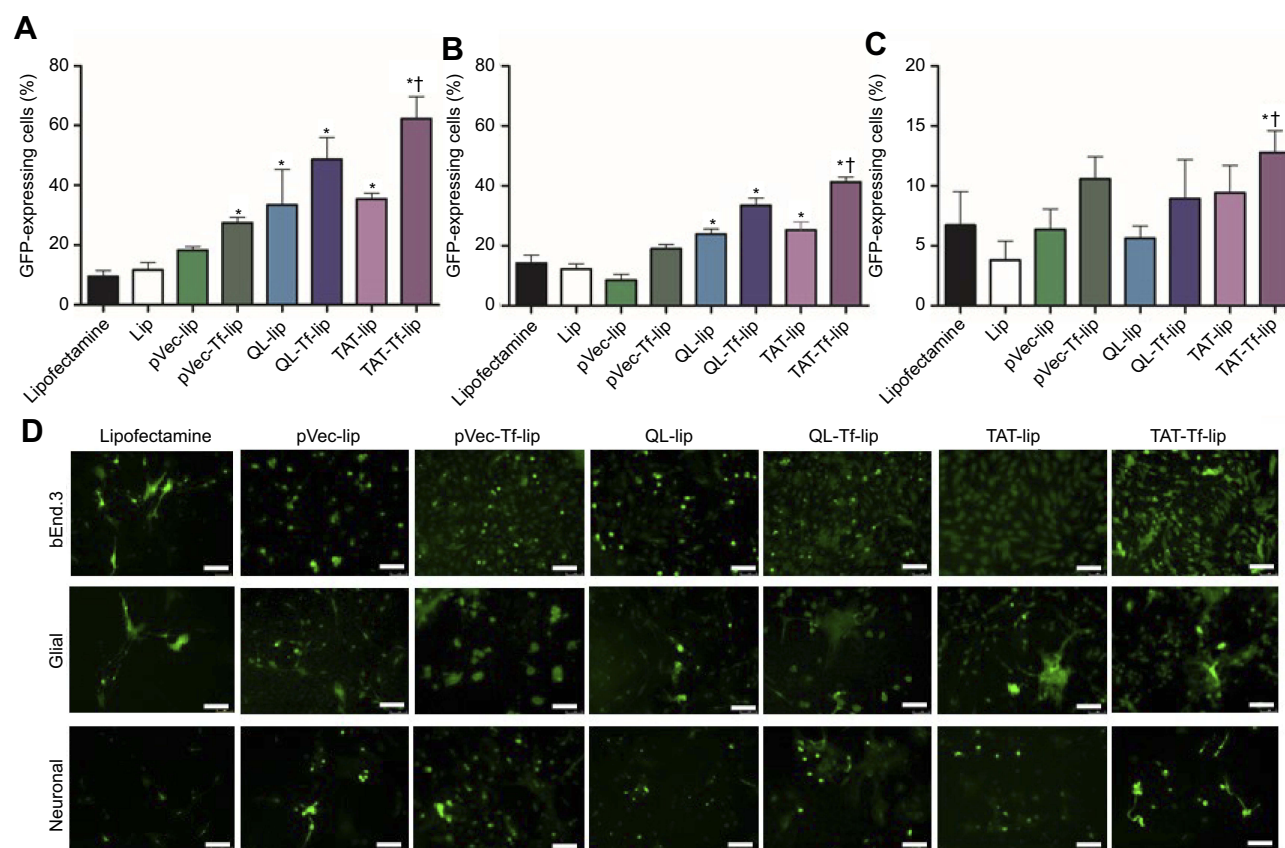 A
GFP-expressing cells (%)
80
60
40
20
0
*
*
*
*
*†
Lipofectamine
Lip
pVec-lip
pVec-Tf-lip
QL-lip
QL-Tf-lip
TAT-lip
TAT-Tf-lip
B
GFP-expressing cells (%)
80
60
40
20
0
*
*
*
*†
Lipofectamine
Lip
pVec-lip
pVec-Tf-lip
QL-lip
QL-Tf-lip
TAT-lip
TAT-Tf-lip
C
GFP-expressing cells (%)
20
15
10
5
0
*†
Lipofectamine
Lip
pVec-lip
pVec-Tf-lip
QL-lip
QL-Tf-lip
TAT-lip
TAT-Tf-lip
D
Lipofectamine
pVec-lip
pVec-Tf-lip
QL-lip
QL-Tf-lip
TAT-lip
TAT-Tf-lip
bEnd.3
Glial
Neuronal